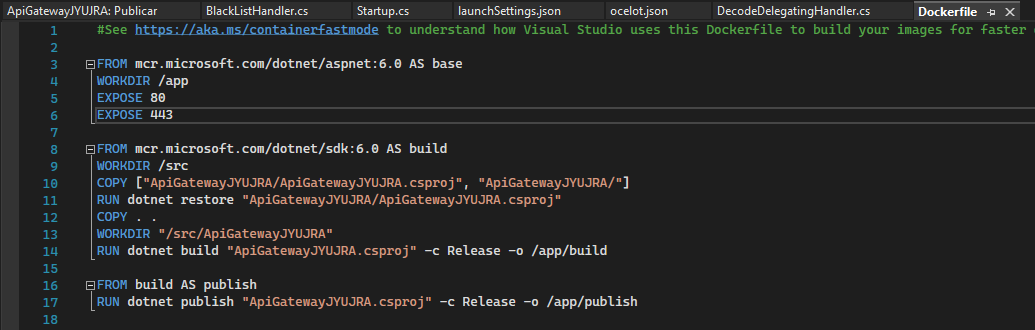 ApiGatewayJYUJRA: Publicar BlackListHandler.cs Startup.cs launchSettings.json ocelot.json DecodeDelegatingHandler.cs Dockerfile
1 #See https://aka.ms/containerfastmode to understand how Visual Studio uses this Dockerfile to build your images for faster
2
3 FROM mcr.microsoft.com/dotnet/aspnet:6.0 AS base
4 WORKDIR /app
5 EXPOSE 80
6 EXPOSE 443
7
8 FROM mcr.microsoft.com/dotnet/sdk:6.0 AS build
9 WORKDIR /src
10 COPY ["ApiGatewayJYUJRA/ApiGatewayJYUJRA.csproj", "ApiGatewayJYUJRA/"]
11 RUN dotnet restore "ApiGatewayJYUJRA/ApiGatewayJYUJRA.csproj"
12 COPY . .
13 WORKDIR "/src/ApiGatewayJYUJRA"
14 RUN dotnet build "ApiGatewayJYUJRA.csproj" -c Release -o /app/build
15
16 FROM build AS publish
17 RUN dotnet publish "ApiGatewayJYUJRA.csproj" -c Release -o /app/publish
18